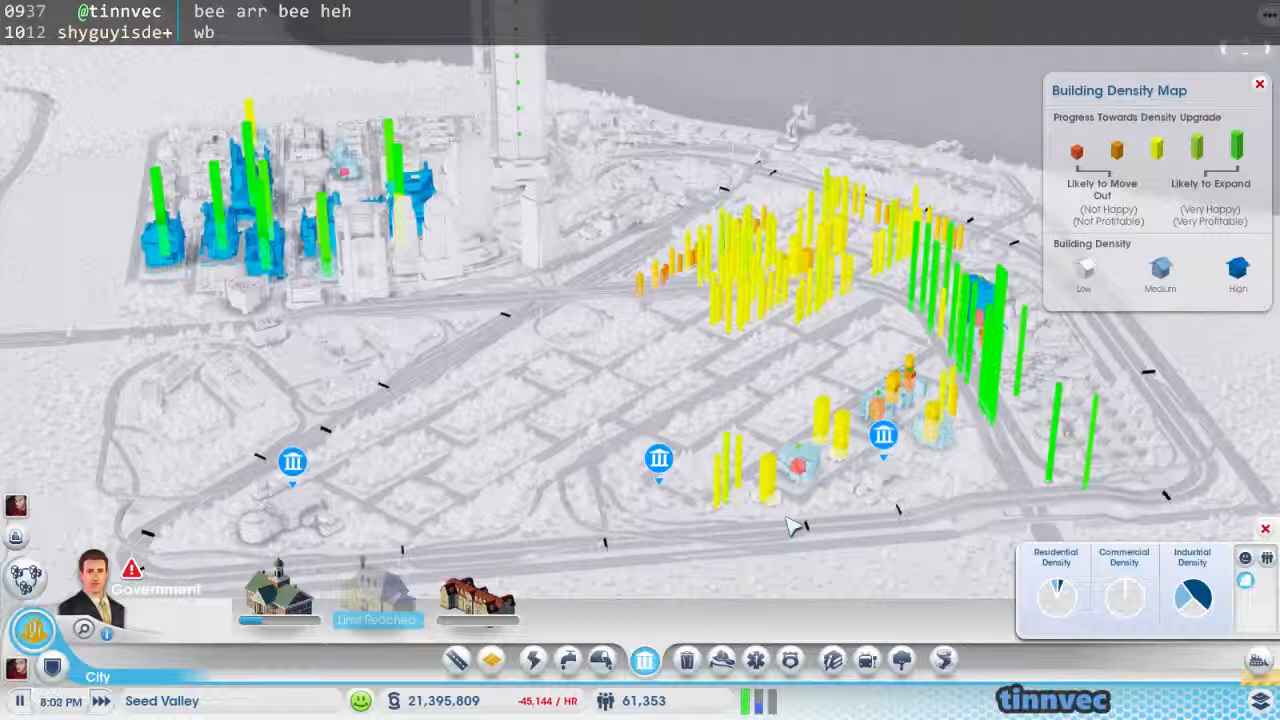 0937 @tinnvec bee arr bee heh
1012 shyguyisde+ wb
Building Density Map
Progress Towards Density Upgrade
Likely to Move Out
Likely to Expand
(Not Happy)
(Very Happy)
(Not Profitable)
(Very Profitable)
Building Density
Low
Medium
High
Residential Density
Commercial Density
Industrial Density
Government
Limit Reached
City
8:02 PM
Seed Valley
21,395,809
-45,144 / HR
61,353
tinnvec